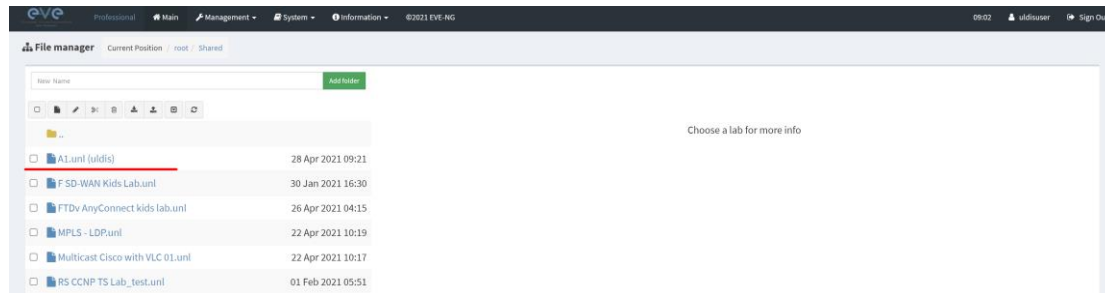 eve Professional Main Management System Information ©2021 EVE-NG 09:02 uldisuser Sign Ou
File manager Current Position / root / Shared
New Name Add folder
..
Choose a lab for more info
A1.unl (uldis) 28 Apr 2021 09:21
F SD-WAN Kids Lab.unl 30 Jan 2021 16:30
FTDv AnyConnect kids lab.unl 26 Apr 2021 04:15
MPLS - LDP.unl 22 Apr 2021 10:19
Multicast Cisco with VLC 01.unl 22 Apr 2021 10:17
RS CCNP TS Lab_test.unl 01 Feb 2021 05:51